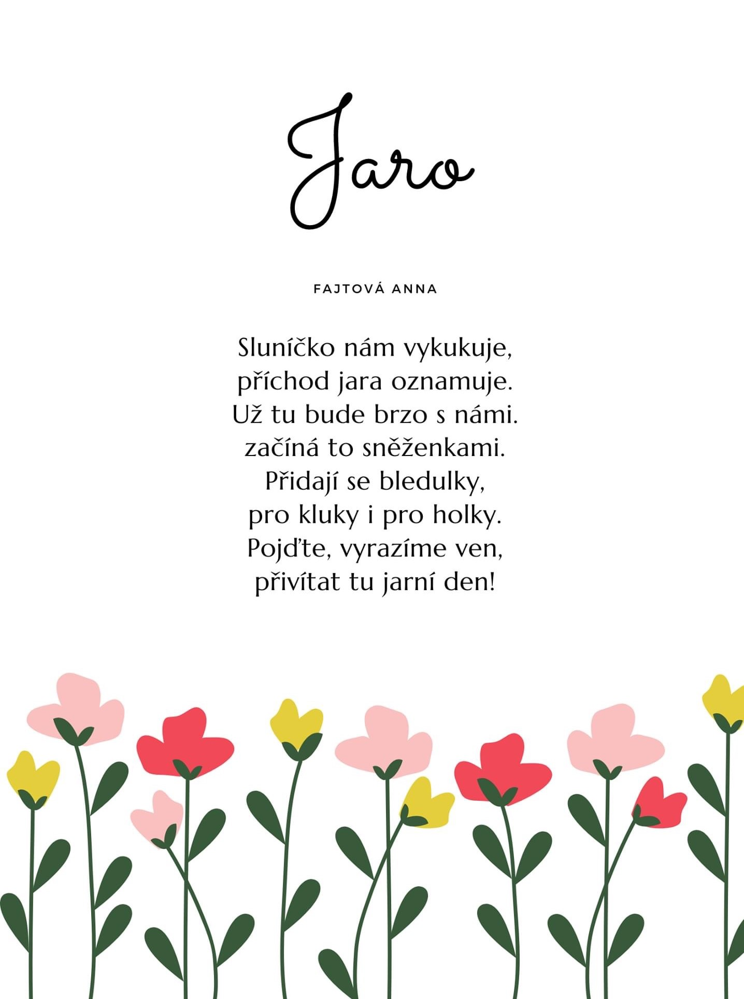 Jaro
FAJTOVÁ ANNA
Sluníčko nám vykukuje,
příchod jara oznamuje.
Už tu bude brzo s námi.
začíná to sněženkami.
Přidají se bledulky,
pro kluky i pro holky.
Pojďte, vyrazíme ven,
přivítat tu jarní den!